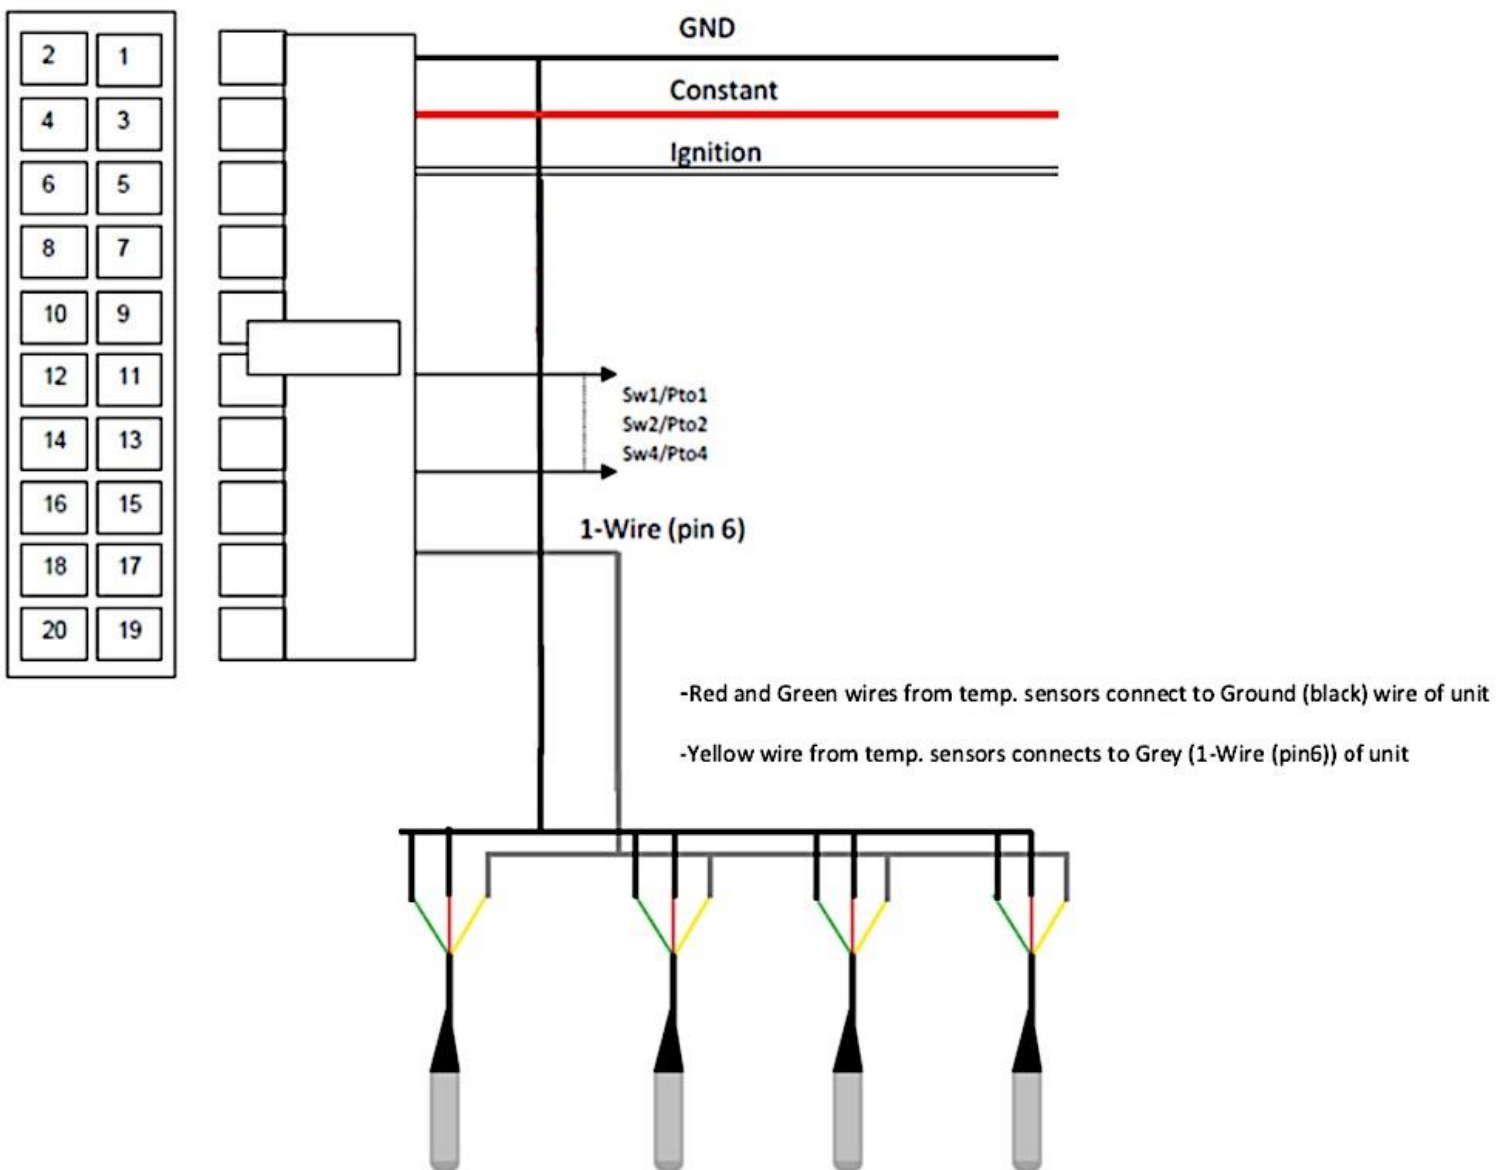 GND
2 1
Constant
4 3
Ignition
6 5
8 7
10 9
12 11
Sw1/Pto1
Sw2/Pto2
14 13
Sw4/Pto4
16 15
1-Wire (pin 6)
18 17
20 19
-Red and Green wires from temp. sensors connect to Ground (black) wire of unit
-Yellow wire from temp. sensors connects to Grey (1-Wire (pin6)) of unit